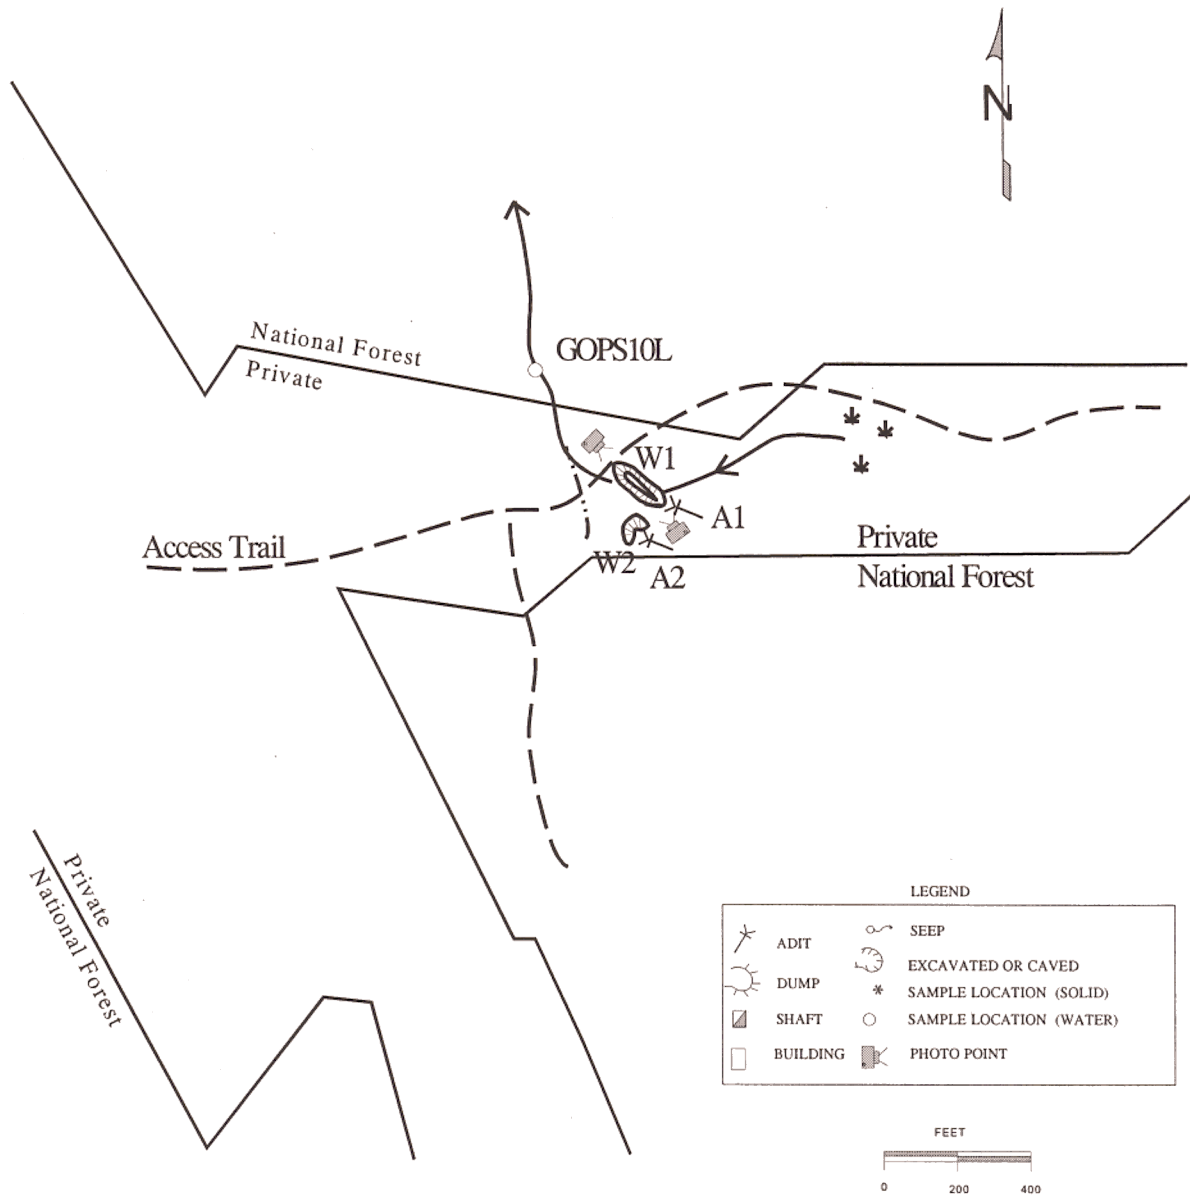 N
National Forest
Private
GOPS10L
W1
A1
Access Trail
W2
A2
Private
National Forest
Private
National Forest
LEGEND
ADIT
SEEP
DUMP
EXCAVATED OR CAVED
SAMPLE LOCATION (SOLID)
SHAFT
SAMPLE LOCATION (WATER)
BUILDING
PHOTO POINT
FEET
0 200 400